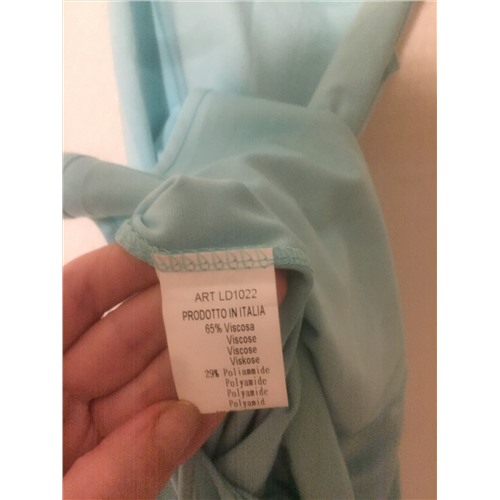 ART LD1022
PRODOTTO IN ITALIA
65% Viscosa
Viscose
Viscose
Viskose
29% Poliammide
Polyamide
Polyamide
Polyamid